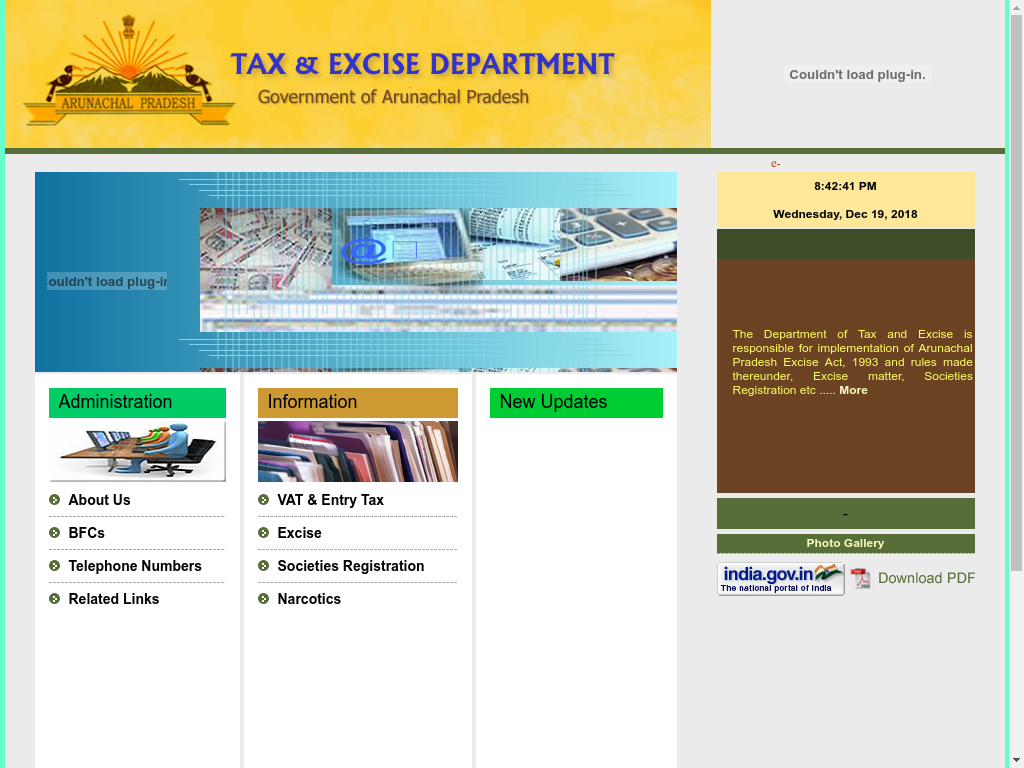 TAX & EXCISE DEPARTMENT
Government of Arunachal Pradesh
ARUNACHAL PRADESH
Couldn't load plug-in.
e-
8:42:41 PM
Wednesday, Dec 19, 2018
ouldn't load plug-in
@
The Department of Tax and Excise is
responsible for implementation of Arunachal
Pradesh Excise Act, 1993 and rules made
thereunder, Excise matter, Societies
Registration etc ..... More
Administration
About Us
BFCs
Telephone Numbers
Related Links
Information
VAT & Entry Tax
Excise
Societies Registration
Narcotics
New Updates
-
Photo Gallery
india.gov.in
The national portal of India
Download PDF